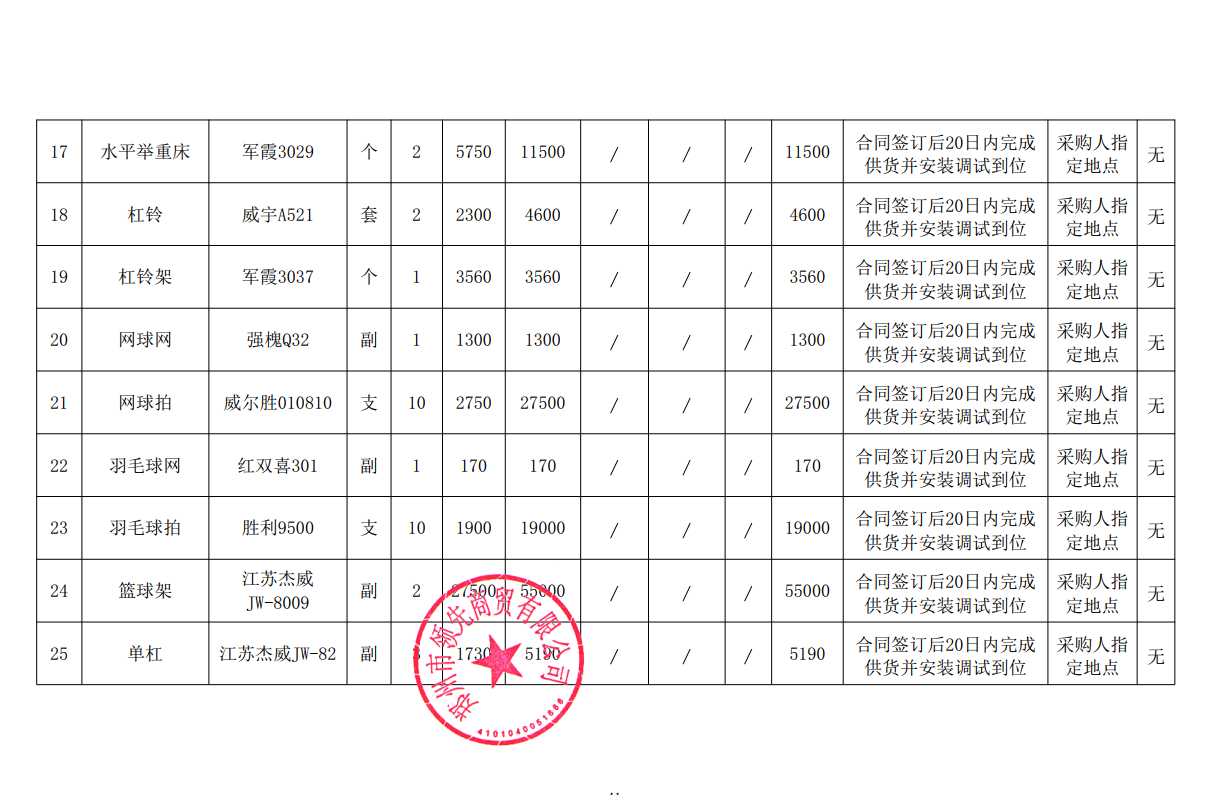 17 水平举重床 军霞3029 个 2 5750 11500 / / / 11500 合同签订后20日内完成 采购人指 无
供货并安装调试到位 定地点
18 杠铃 威宇A521 套 2 2300 4600 / / / 4600 合同签订后20日内完成 采购人指 无
供货并安装调试到位 定地点
19 杠铃架 军霞3037 个 1 3560 3560 / / / 3560 合同签订后20日内完成 采购人指 无
供货并安装调试到位 定地点
20 网球网 强槐Q32 副 1 1300 1300 / / / 1300 合同签订后20日内完成 采购人指 无
供货并安装调试到位 定地点
21 网球拍 威尔胜010810 支 10 2750 27500 / / / 27500 合同签订后20日内完成 采购人指 无
供货并安装调试到位 定地点
22 羽毛球网 红双喜301 副 1 170 170 / / / 170 合同签订后20日内完成 采购人指 无
供货并安装调试到位 定地点
23 羽毛球拍 胜利9500 支 10 1900 19000 / / / 19000 合同签订后20日内完成 采购人指 无
供货并安装调试到位 定地点
24 篮球架 江苏杰威 副 2 27500 55000 / / / 55000 合同签订后20日内完成 采购人指 无
JW-8009 供货并安装调试到位 定地点
25 单杠 江苏杰威JW-82 副 3 1730 5190 / / / 5190 合同签订后20日内完成 采购人指 无
供货并安装调试到位 定地点
郑州市领先商贸有限公司